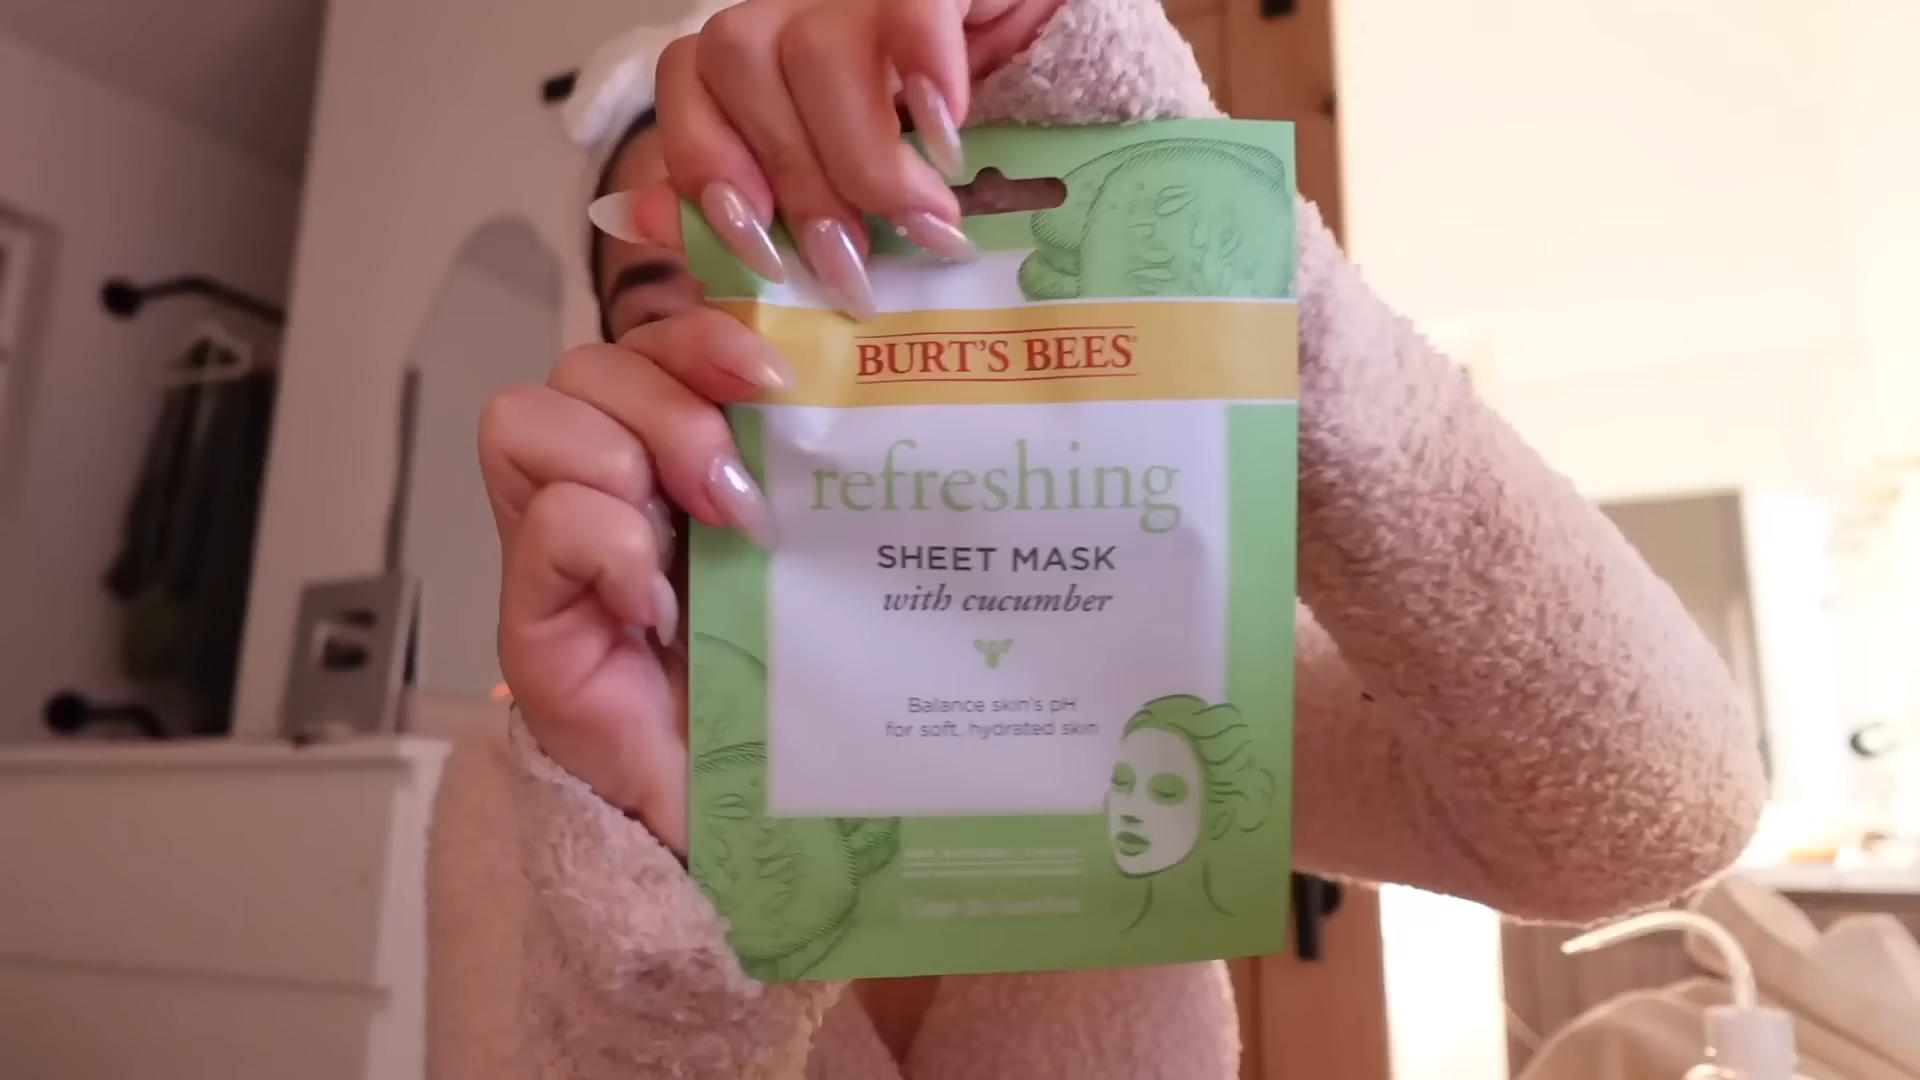 BURT'S BEES
refreshing
SHEET MASK
with cucumber
Balance skin's pH
for soft, hydrated skin